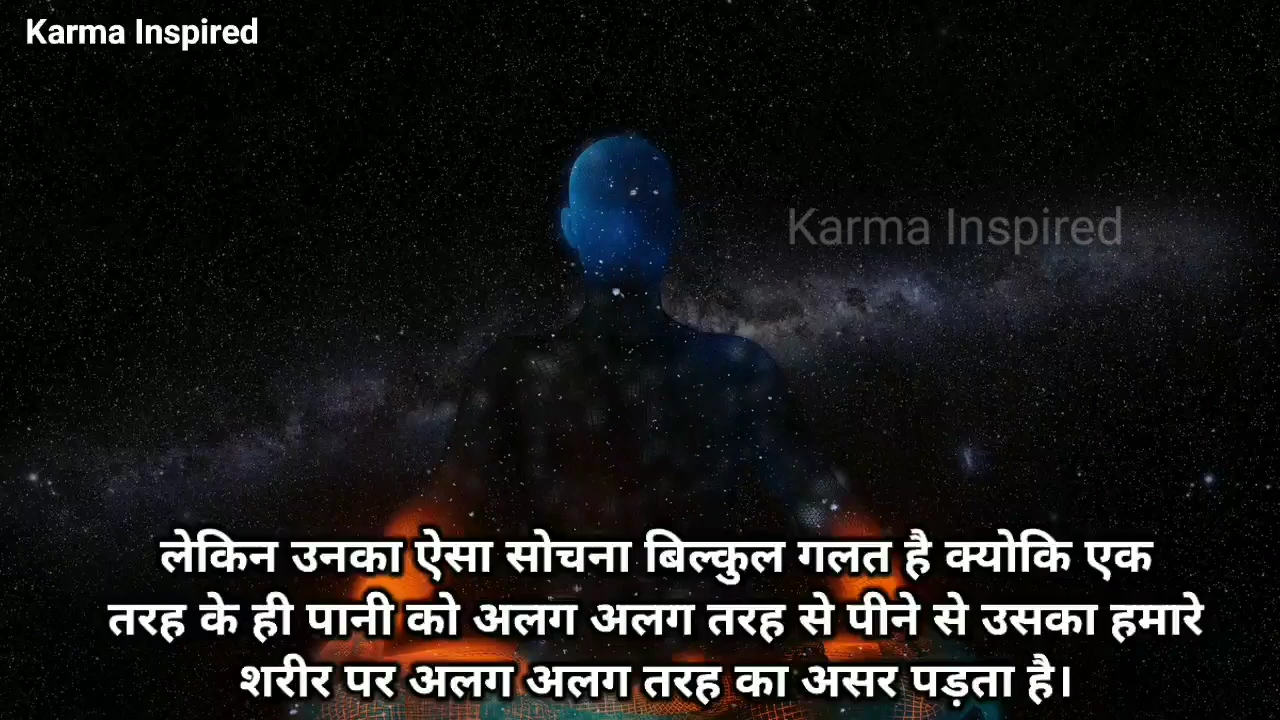 Karma Inspired
Karma Inspired
लेकिन उनका ऐसा सोचना बिल्कुल गलत है क्योकि एक
तरह के ही पानी को अलग अलग तरह से पीने से उसका हमारे
शरीर पर अलग अलग तरह का असर पड़ता है।